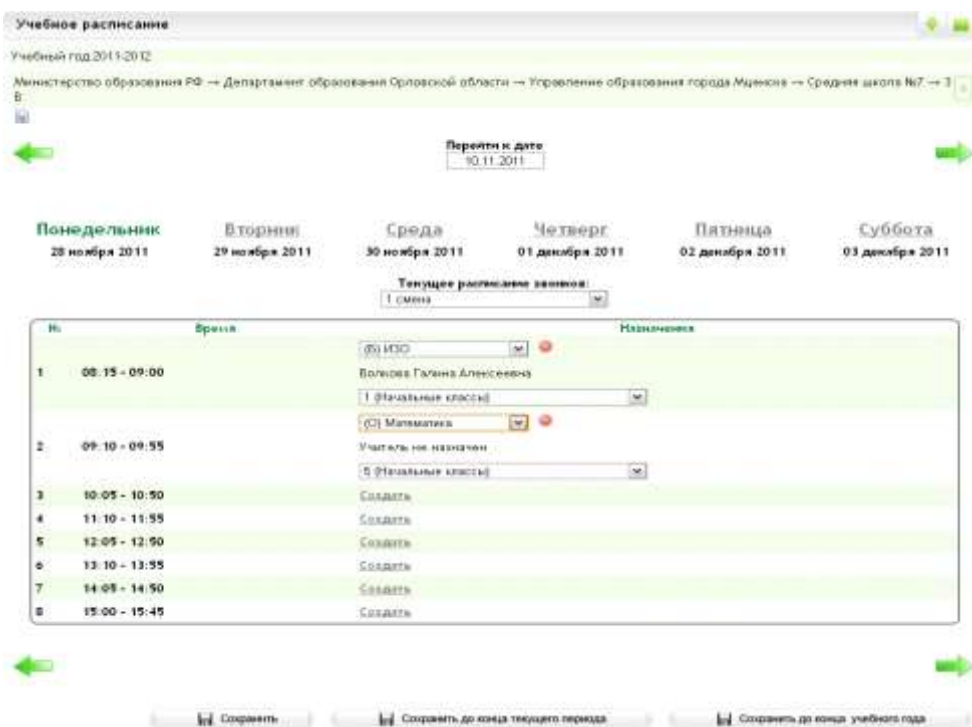 Учебное расписание
Учебный год 2011-2012
Министерство образования РФ → Департамент образования Орловской области → Управление образования города Мценска → Средняя школа №7 → 3
В
Перейти к дате
10.11.2011
Понедельник Вторник Среда Четверг Пятница Суббота
28 ноября 2011 29 ноября 2011 30 ноября 2011 01 декабря 2011 02 декабря 2011 03 декабря 2011
Текущее расписание звонков:
1 смена
№ Время Назначения
(Б) ИЗО
1 08:15 - 09:00 Волкова Галина Алексеевна
1 (Начальные классы)
(О) Математика
2 09:10 - 09:55 Учитель не назначен
5 (Начальные классы)
3 10:05 - 10:50 Создать
4 11:10 - 11:55 Создать
5 12:05 - 12:50 Создать
6 13:10 - 13:55 Создать
7 14:05 - 14:50 Создать
8 15:00 - 15:45 Создать
Сохранить Сохранить до конца текущего периода Сохранить до конца учебного года